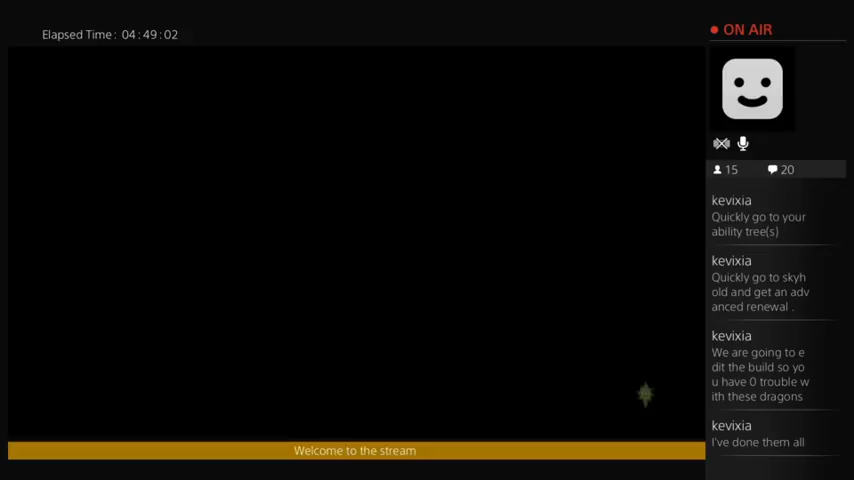 Elapsed Time: 04:49:02
ON AIR
15
20
kevixia
Quickly go to your
ability tree(s)
kevixia
Quickly go to skyh
old and get an adv
anced renewal .
kevixia
We are going to e
dit the build so yo
u have 0 trouble w
ith these dragons
kevixia
I've done them all
Welcome to the stream